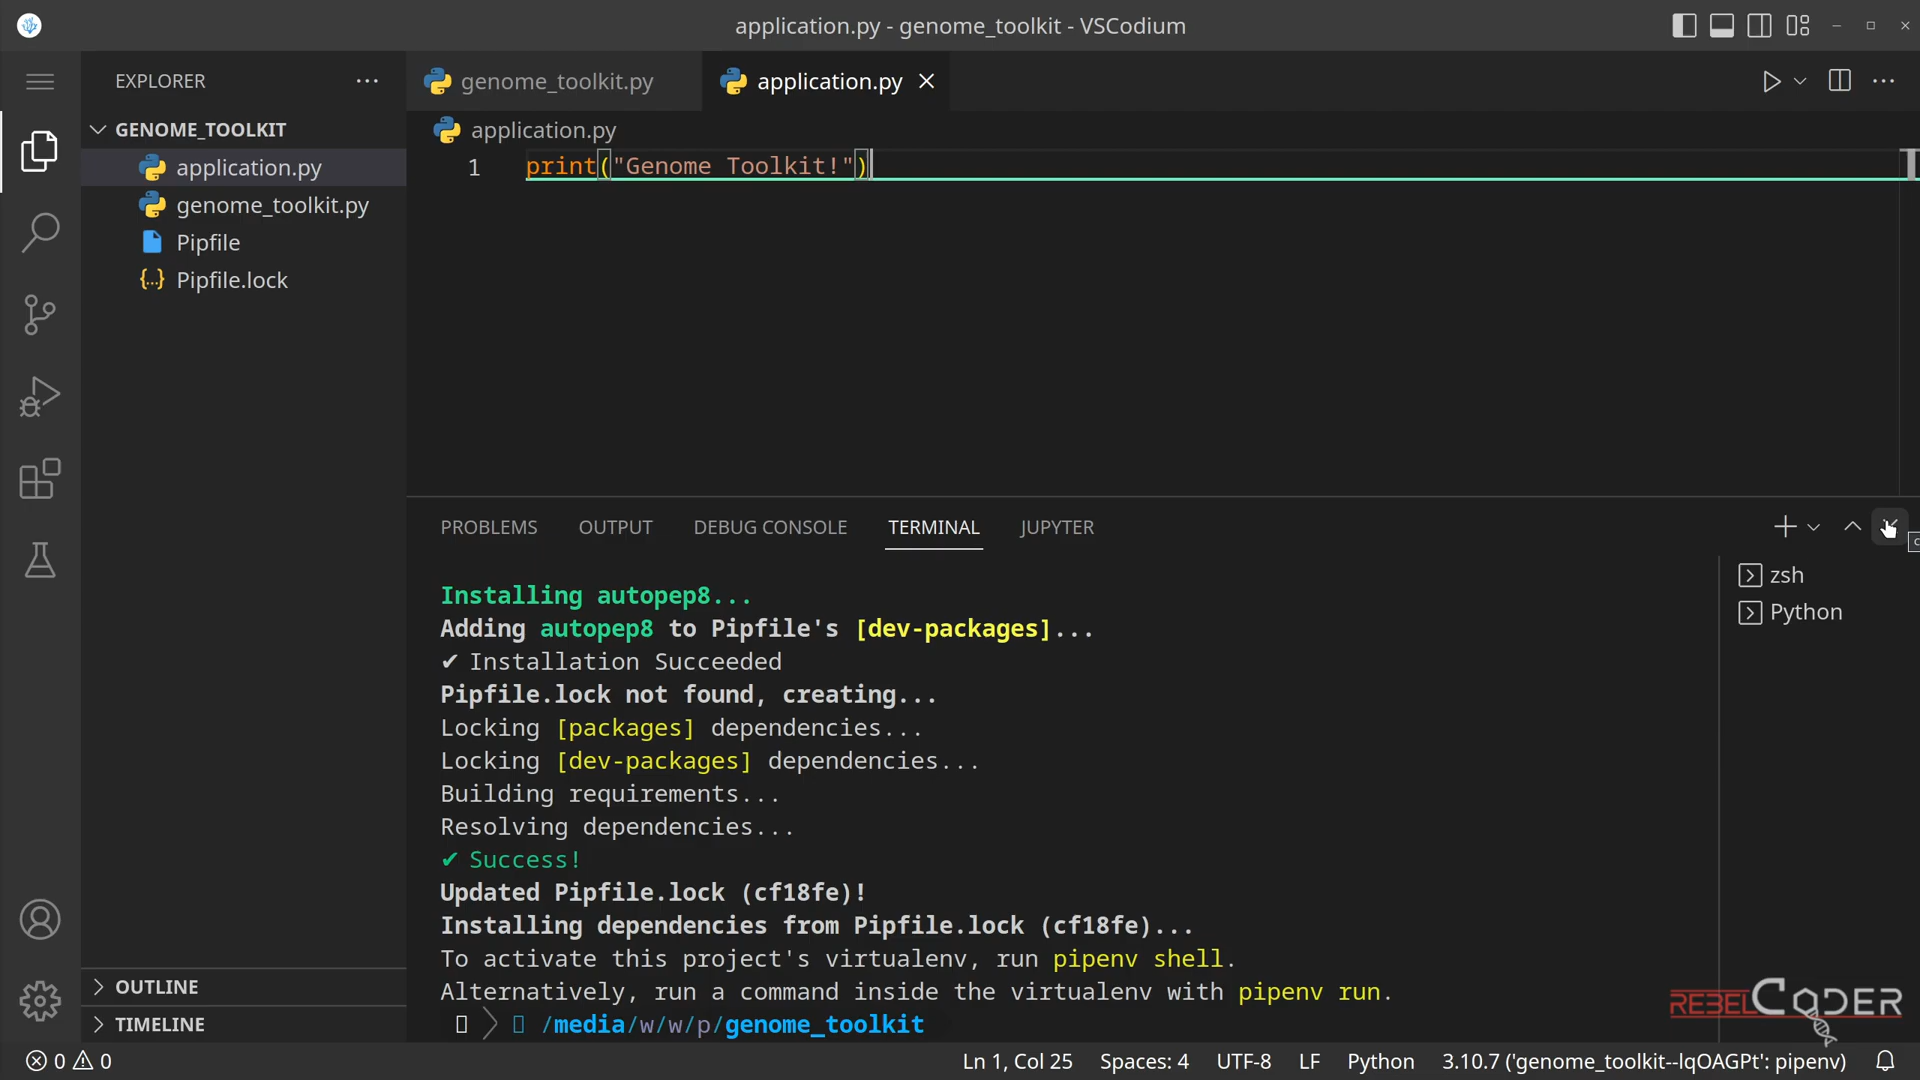 application.py - genome_toolkit - VSCodium
EXPLORER
GENOME_TOOLKIT
application.py
genome_toolkit.py
Pipfile
Pipfile.lock
OUTLINE
TIMELINE
genome_toolkit.py
application.py
application.py
1 print("Genome Toolkit!")
PROBLEMS OUTPUT DEBUG CONSOLE TERMINAL JUPYTER
Installing autopep8...
Adding autopep8 to Pipfile's [dev-packages]...
✔ Installation Succeeded
Pipfile.lock not found, creating...
Locking [packages] dependencies...
Locking [dev-packages] dependencies...
Building requirements...
Resolving dependencies...
✔ Success!
Updated Pipfile.lock (cf18fe)!
Installing dependencies from Pipfile.lock (cf18fe)...
To activate this project's virtualenv, run pipenv shell.
Alternatively, run a command inside the virtualenv with pipenv run.
/media/w/w/p/genome_toolkit
zsh
Python
REBELCODER
0 0
Ln 1, Col 25 Spaces: 4 UTF-8 LF Python 3.10.7 ('genome_toolkit--lqOAGPt': pipenv)